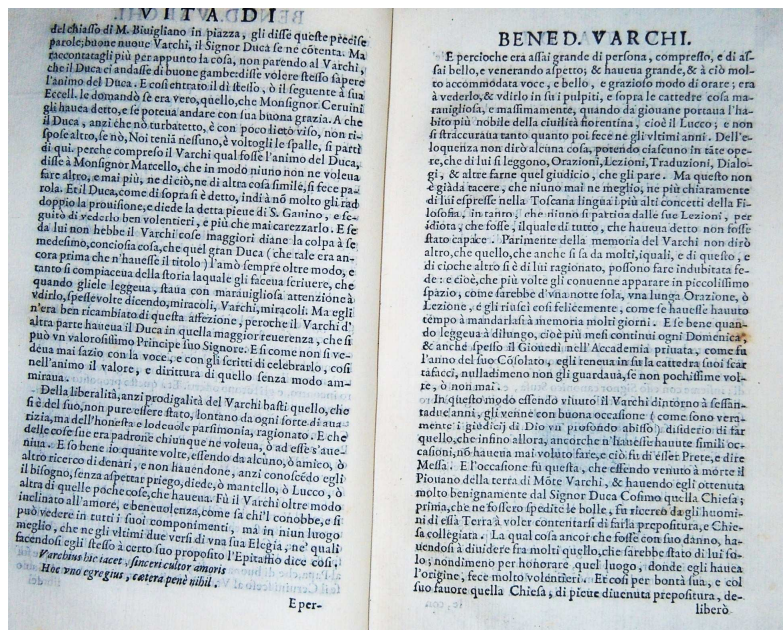 VITA DI
del chiasso di M. Biuigliano in piazza, gli disse queste precise
parole; buone nuoue Varchi, il Signor Duca se ne cōtenta. Ma
raccontatagli più per appunto la cosa, non parendo al Varchi,
che il Duca ci andasse di buone gambe: disse volere stesso sapere
l'animo del Duca. E così entrato il dì stesso, ò il seguente à sua
Eccell. le domandò se era vero, quello, che Monsignor Ceruini
gli hauea detto, e se poteua andare con sua buona grazia. A che
il Duca, anzi che nò turbatetto, è con poco lieto viso, non ri-
spose altro, se nò, Noi tenià nessuno, è voltogli le spalle, si partì
di qui. perche compreso il Varchi qual fosse l'animo del Duca,
disse à Monsignor Marcello, che in modo niuno non ne voleua
fare altro, e mai più, ne di ciò, ne di altra cosa simile, si fece pa-
rola. Et il Duca, come di sopra si è detto, indi à nō molto gli rad
doppio la prouisione, e diede la detta pieue di S. Gauino, e se-
guitò di vederlo ben volentieri, e più che mai carezzarlo. E se
da lui non hebbe il Varchi cose maggiori diane la colpa à se
medesimo, conciosia cosa, che quel gran Duca (che tale era an-
cora prima che n'hauesse il titolo) l'amò sempre oltre modo, e
tanto si compiaceua della storia laquale gli faceua scriuere, che
quando gliele leggeua, staua con marauigliosa attenzione à
vdirlo, spesse volte dicendo, miracoli, Varchi, miracoli. Ma egli
n'era ben ricambiato di questa affezione, peroche il Varchi d'
altra parte haueua il Duca in quella maggior reuerenza, che si
può vn valorosissimo Principe suo Signore. E si come non si ve-
deua mai sazio con la voce, e con gli scritti di celebrarlo, così
nell'animo il valore, e dirittura di quello senza modo am-
miraua.
Della liberalità, anzi prodigalità del Varchi basti quello, che
si è del suo, non pure essere stato, lontano da ogni sorte di aua-
rizia, ma dell'honesta e lodeuole parsimonia, ragionato. E che
delle cose sue era padrone chiunque ne voleua, ò ad esse s'aue-
niua. E sò bene io quante volte, essendo da alcuno, ò amico, ò
altro ricerco di denari, e non hauendone, anzi conoscēdo egli
il bisogno, senza aspettar priego, diede, ò mantello, ò Lucco, ò
altra di quelle poche cose, che haueua. Fù il Varchi oltre modo
inclinato all'amore, e beneuolenza, come sa chi'l conobbe, e si
può vedere in tutti i suoi componimenti, ma in niun luogo
meglio, che ne gli vltimi due versi di vna sua Elegia, ne' quali
facendosi egli stesso à certo suo proposito l'Epitaffio dice così,
Varchius hic iacet, sinceri cultor amoris
Hoc vno egregius, cætera penè nihil.
E per-
BENED. VARCHI.
E percioche era assai grande di persona, compresso, e di as-
sai bello, e venerando aspetto; & haueua grande, & à ciò mol-
to accommodata voce, e bello, e grazioso modo di orare; era
à vederlo, & vdirlo in su i pulpiti, e sopra le cattedre cosa ma-
rauigliosa, e massimamente, quando da giouane portaua l'ha-
bito più nobile della ciuilità fiorentina, cioè il Lucco; e non
si straccuraua tanto quanto poi fece ne gli vltimi anni. Dell'e-
loquenza non dirò alcuna cosa, potendo ciascuno in tāte ope-
re, che di lui si leggono, Orazioni, Lezioni, Traduzioni, Dialo-
gi, & altre farne quel giudicio, che gli pare. Ma questo non
è giàda tacere, che niuno mai ne meglio, ne più chiaramente
di lui espresse nella Toscana lingua i più alti concetti della Fi-
losofia, in tanto, che niuno si partiua dalle sue Lezioni, per
idiota, che fosse, ilquale di tutto, che haueua detto non fosse
stato capace. Parimente della memoria del Varchi non dirò
altro, che quello, che anche si sa da molti, iquali, e di questo, e
di cioche altro si è di lui ragionato, possono fare indubitata fe-
de: e cioè, che più volte gli conuenne apparare in piccolissimo
spazio, come sarebbe d'vna notte sola, vna lunga Orazione, ò
Lezione, e gli riuscì così felicemente, come se hauesse hauuto
tempo à mandarlasi à memoria molti giorni. E se bene quan-
do leggeua à dilungo, cioè più mesi continui ogni Domenica,
& anche spesso il Giouedì nell'Accademia priuata, come fu
l'anno del suo Cōsolato, egli teneua in su la cattedra suoi scar
tafacci, nulladimeno non gli guardaua, se non pochissime vol-
te, ò non mai.
In questo modo essendo viuuto il Varchi dintorno à sessan-
tadue anni, gli venne con buona occasione (come sono vera-
mente i giudicij di Dio vn profondo abisso) disiderio di far
quello, che insino allora, ancorche n'hauesse hauute simili oc-
casioni, nō haueua mai voluto fare, e ciò fu di esser Prete, e dire
Messa. E l'occasione fu questa, che essendo venuto à morte il
Piouano della terra di Mōte Varchi, & hauendo egli ottenuta
molto benignamente dal Signor Duca Cosimo quella Chiesa;
prima, che ne fossero spedite le bolle, fu ricerco da gli huomi-
ni di essa Terra à voler contentarsi di farla prepositura, e Chie-
sa collegiata. La qual cosa ancor che fosse con suo danno, ha-
uendosi à diuidere fra molti quello, che sarebbe stato di lui so-
lo; nondimeno per honorare quel luogo, donde egli hauea
l'origine, fece molto volentieri. Et così per bontà sua, e col
suo fauore quella Chiesa, di pieue diuenuta prepositura, de-
liberò